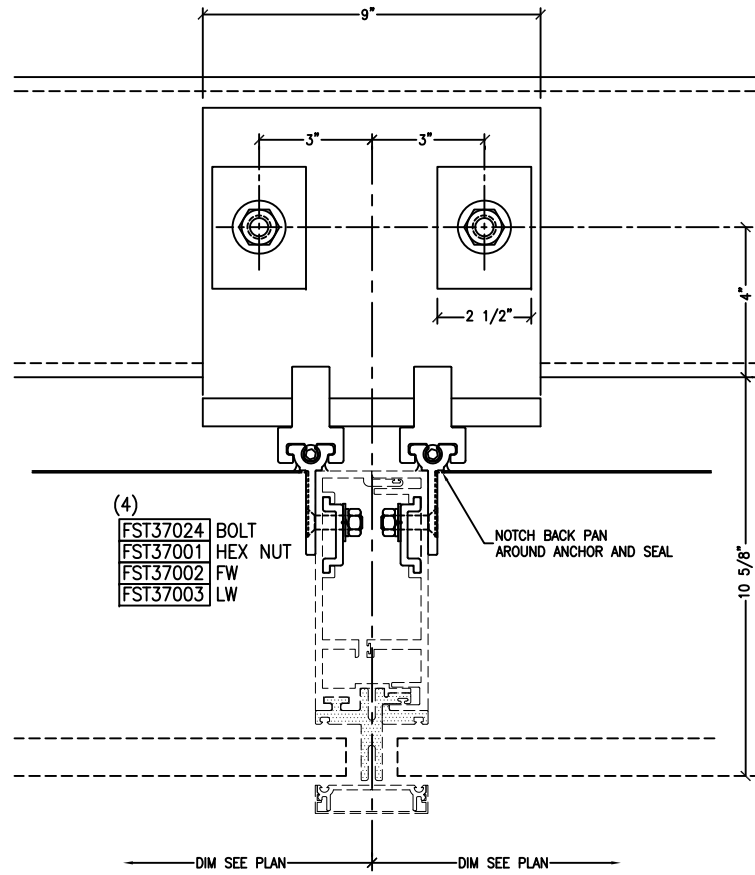 9"
3"
3"
4"
2 1/2"
(4)
FST37024 BOLT
FST37001 HEX NUT
FST37002 FW
FST37003 LW
NOTCH BACK PAN
AROUND ANCHOR AND SEAL
10 5/8"
DIM SEE PLAN
DIM SEE PLAN